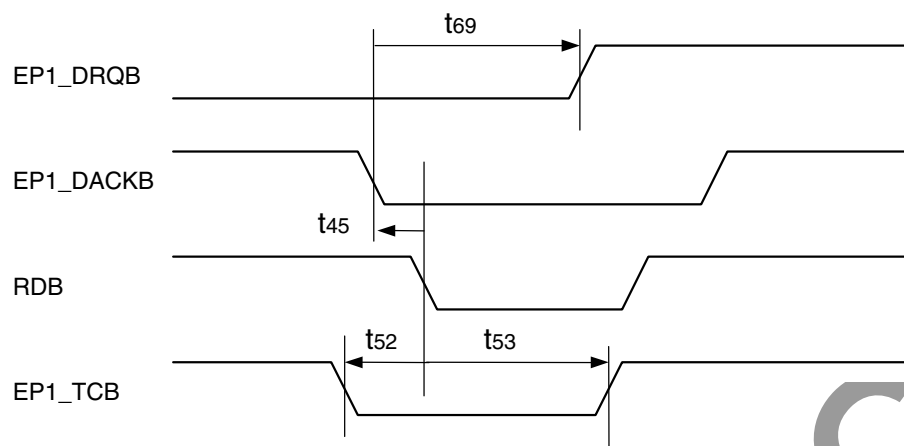 t69
EP1_DRQB
EP1_DACKB
t45
RDB
t52 t53
EP1_TCB